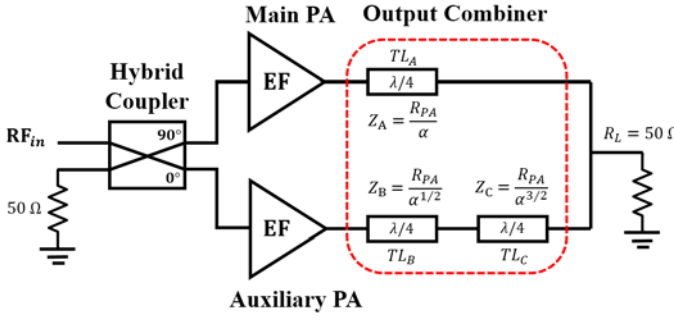 Main PA
Output Combiner
Hybrid
Coupler
EF
TL_A
λ/4
Z_A = R_PA/α
RF_in
90°
0°
50 Ω
R_L = 50 Ω
Z_B = R_PA/α^{1/2}
Z_C = R_PA/α^{3/2}
EF
λ/4
λ/4
TL_B
TL_C
Auxiliary PA